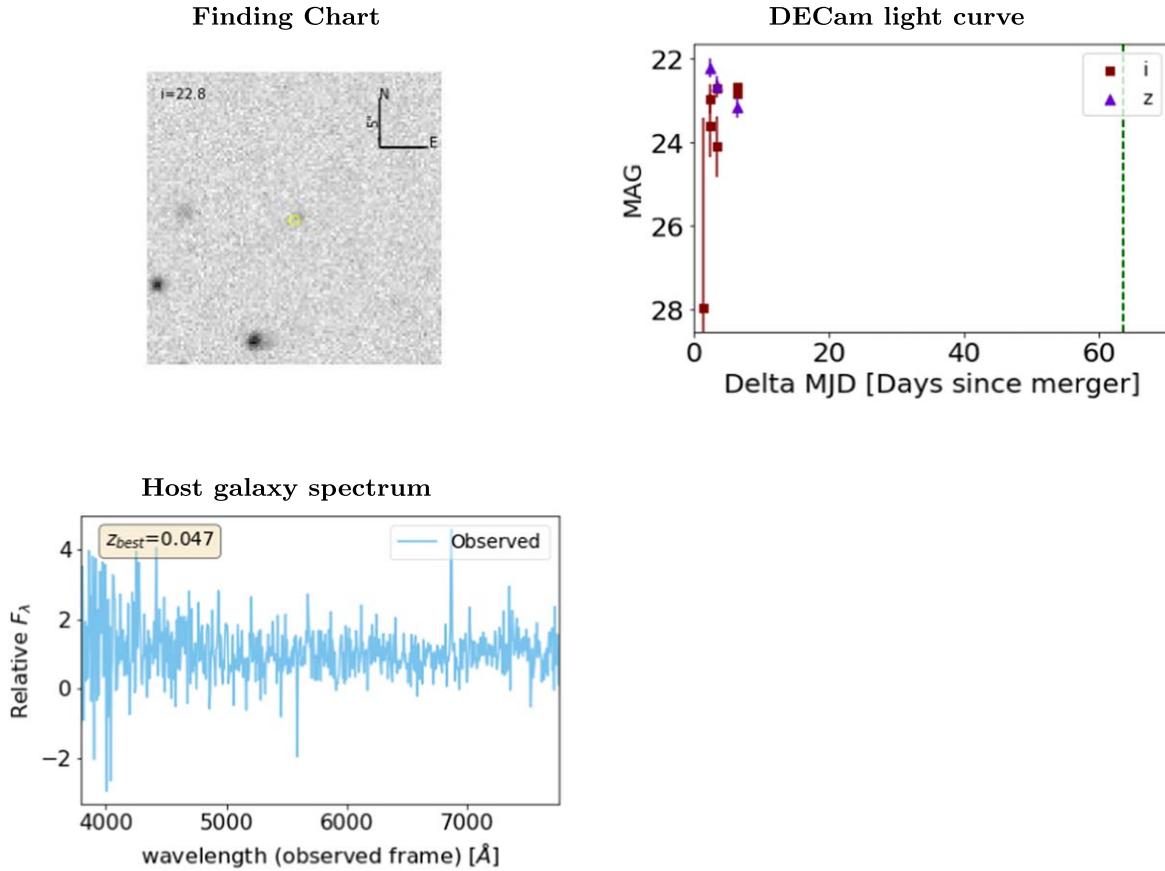 Finding Chart
i=22.8
N
5"
E
DECam light curve
22
24
26
28
MAG
i
z
0
20
40
60
Delta MJD [Days since merger]
Host galaxy spectrum
z_best=0.047
Observed
4
2
0
−2
Relative F_λ
4000
5000
6000
7000
wavelength (observed frame) [Å]